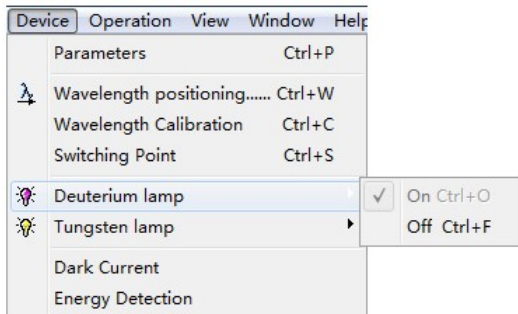 Device Operation View Window Help
Parameters Ctrl+P
Wavelength positioning...... Ctrl+W
Wavelength Calibration Ctrl+C
Switching Point Ctrl+S
Deuterium lamp
On Ctrl+O
Tungsten lamp
Off Ctrl+F
Dark Current
Energy Detection